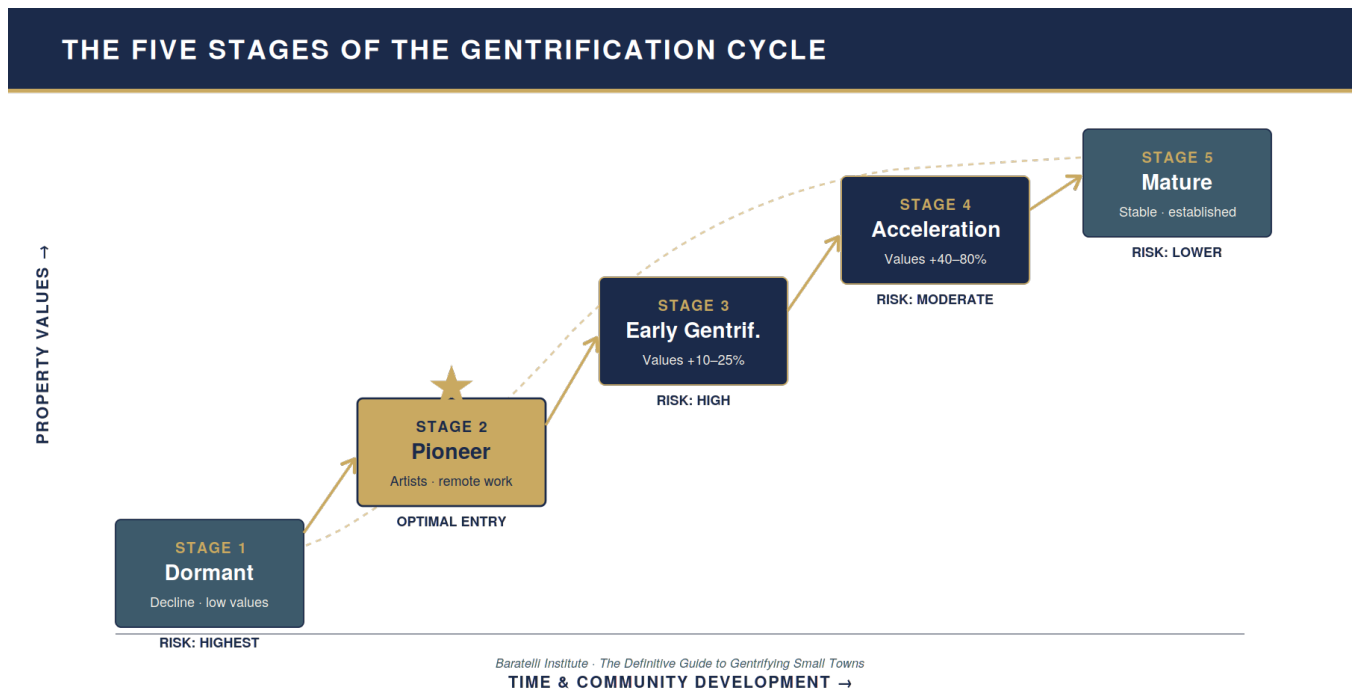 THE FIVE STAGES OF THE GENTRIFICATION CYCLE
PROPERTY VALUES →
STAGE 1
Dormant
Decline · low values
RISK: HIGHEST
STAGE 2
Pioneer
Artists · remote work
OPTIMAL ENTRY
STAGE 3
Early Gentrif.
Values +10–25%
RISK: HIGH
STAGE 4
Acceleration
Values +40–80%
RISK: MODERATE
STAGE 5
Mature
Stable · established
RISK: LOWER
Baratelli Institute · The Definitive Guide to Gentrifying Small Towns
TIME & COMMUNITY DEVELOPMENT →